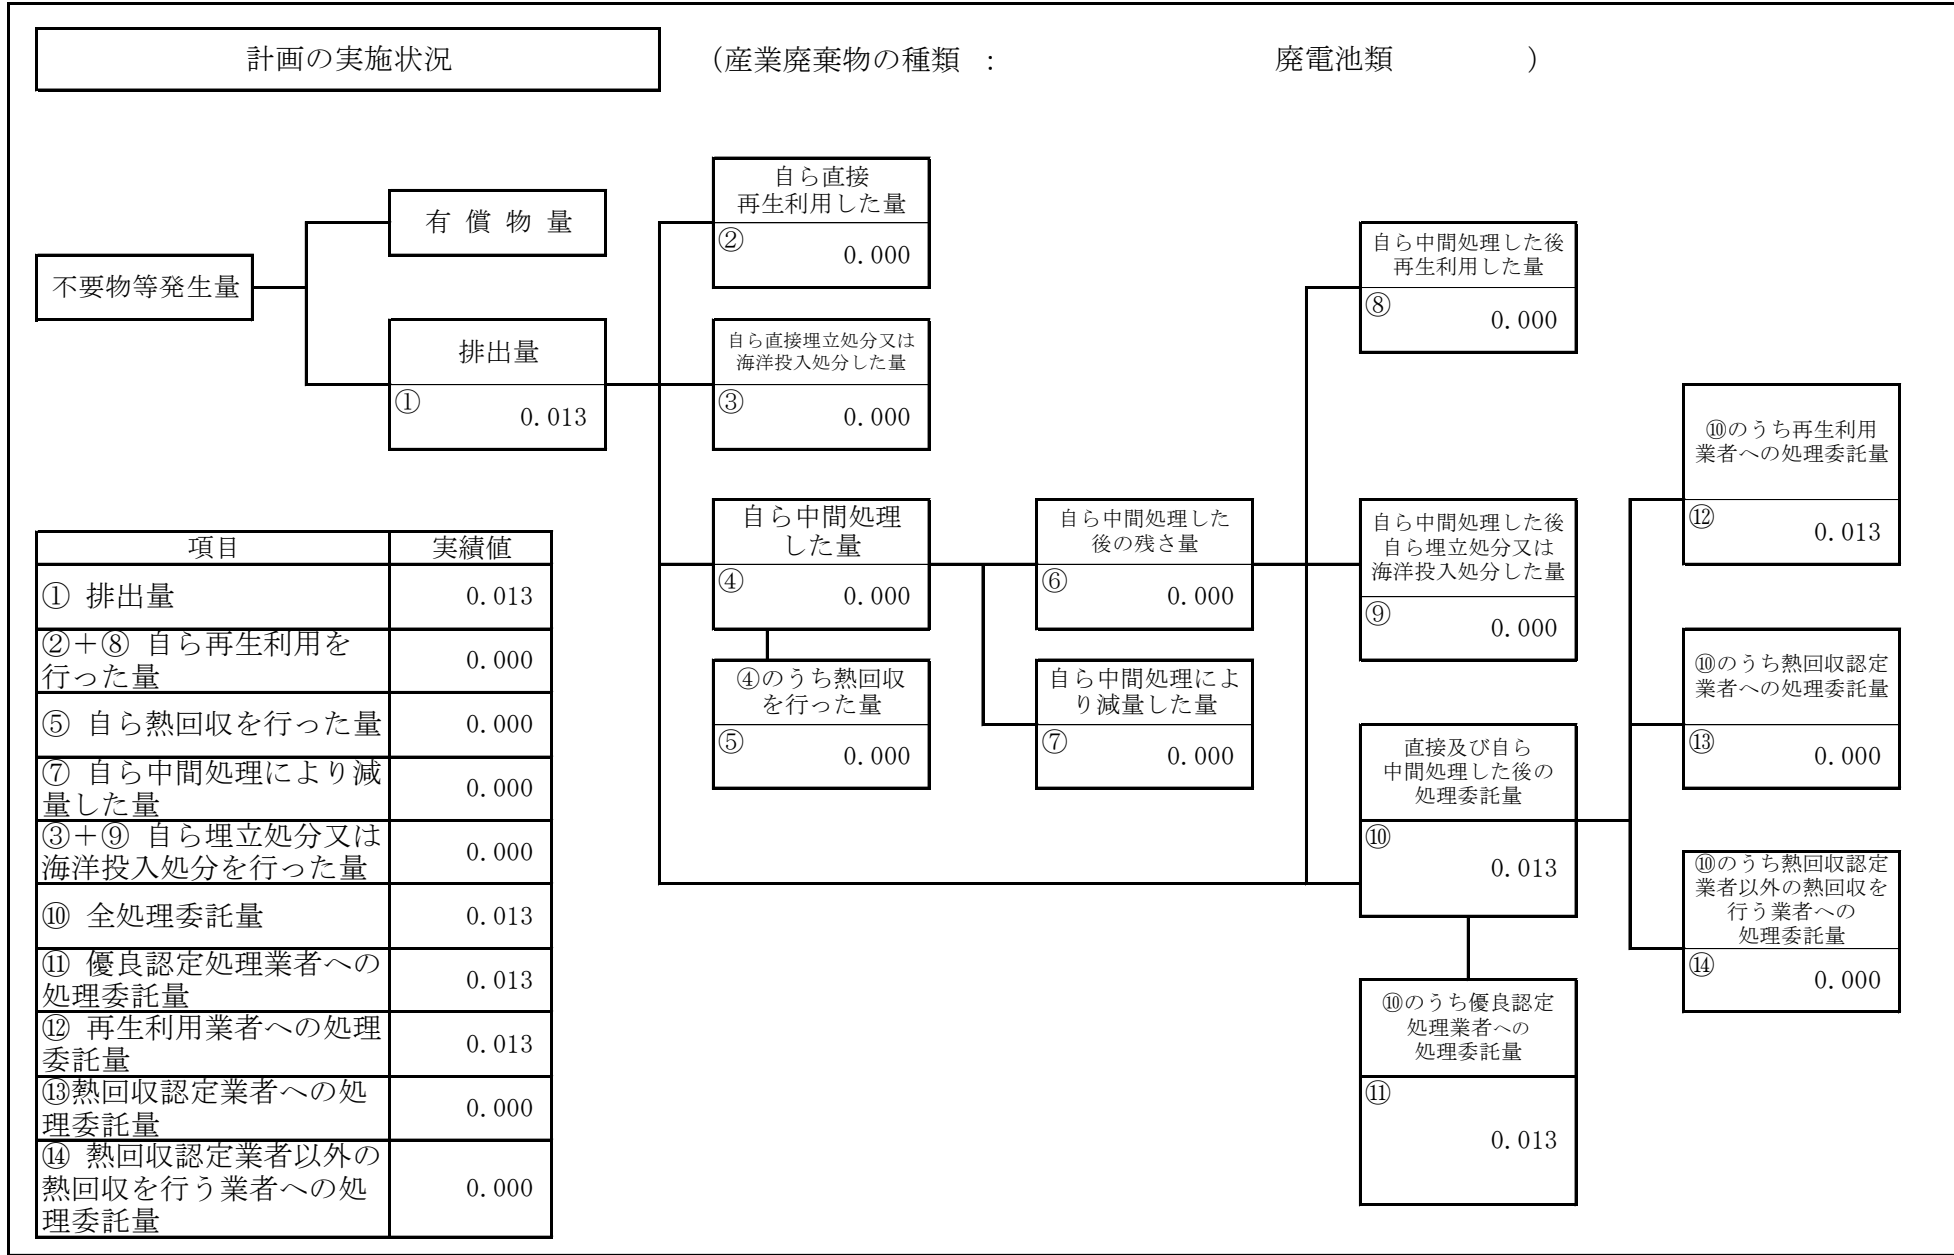 計画の実施状況
(産業廃棄物の種類 : 廃電池類 )
不要物等発生量
有 償 物 量
排出量
①
0.013
自ら直接
再生利用した量
②
0.000
自ら直接埋立処分又は
海洋投入処分した量
③
0.000
自ら中間処理
した量
④
0.000
④のうち熱回収
を行った量
⑤
0.000
自ら中間処理した
後の残さ量
⑥
0.000
自ら中間処理によ
り減量した量
⑦
0.000
自ら中間処理した後
再生利用した量
⑧
0.000
自ら中間処理した後
自ら埋立処分又は
海洋投入処分した量
⑨
0.000
直接及び自ら
中間処理した後の
処理委託量
⑩
0.013
⑩のうち優良認定
処理業者への
処理委託量
⑪
0.013
⑩のうち再生利用
業者への処理委託量
⑫
0.013
⑩のうち熱回収認定
業者への処理委託量
⑬
0.000
⑩のうち熱回収認定
業者以外の熱回収を
行う業者への
処理委託量
⑭
0.000
項目 実績値
① 排出量 0.013
②+⑧ 自ら再生利用を
行った量 0.000
⑤ 自ら熱回収を行った量 0.000
⑦ 自ら中間処理により減
量した量 0.000
③+⑨ 自ら埋立処分又は
海洋投入処分を行った量 0.000
⑩ 全処理委託量 0.013
⑪ 優良認定処理業者への
処理委託量 0.013
⑫ 再生利用業者への処理
委託量 0.013
⑬熱回収認定業者への処
理委託量 0.000
⑭ 熱回収認定業者以外の
熱回収を行う業者への処
理委託量 0.000